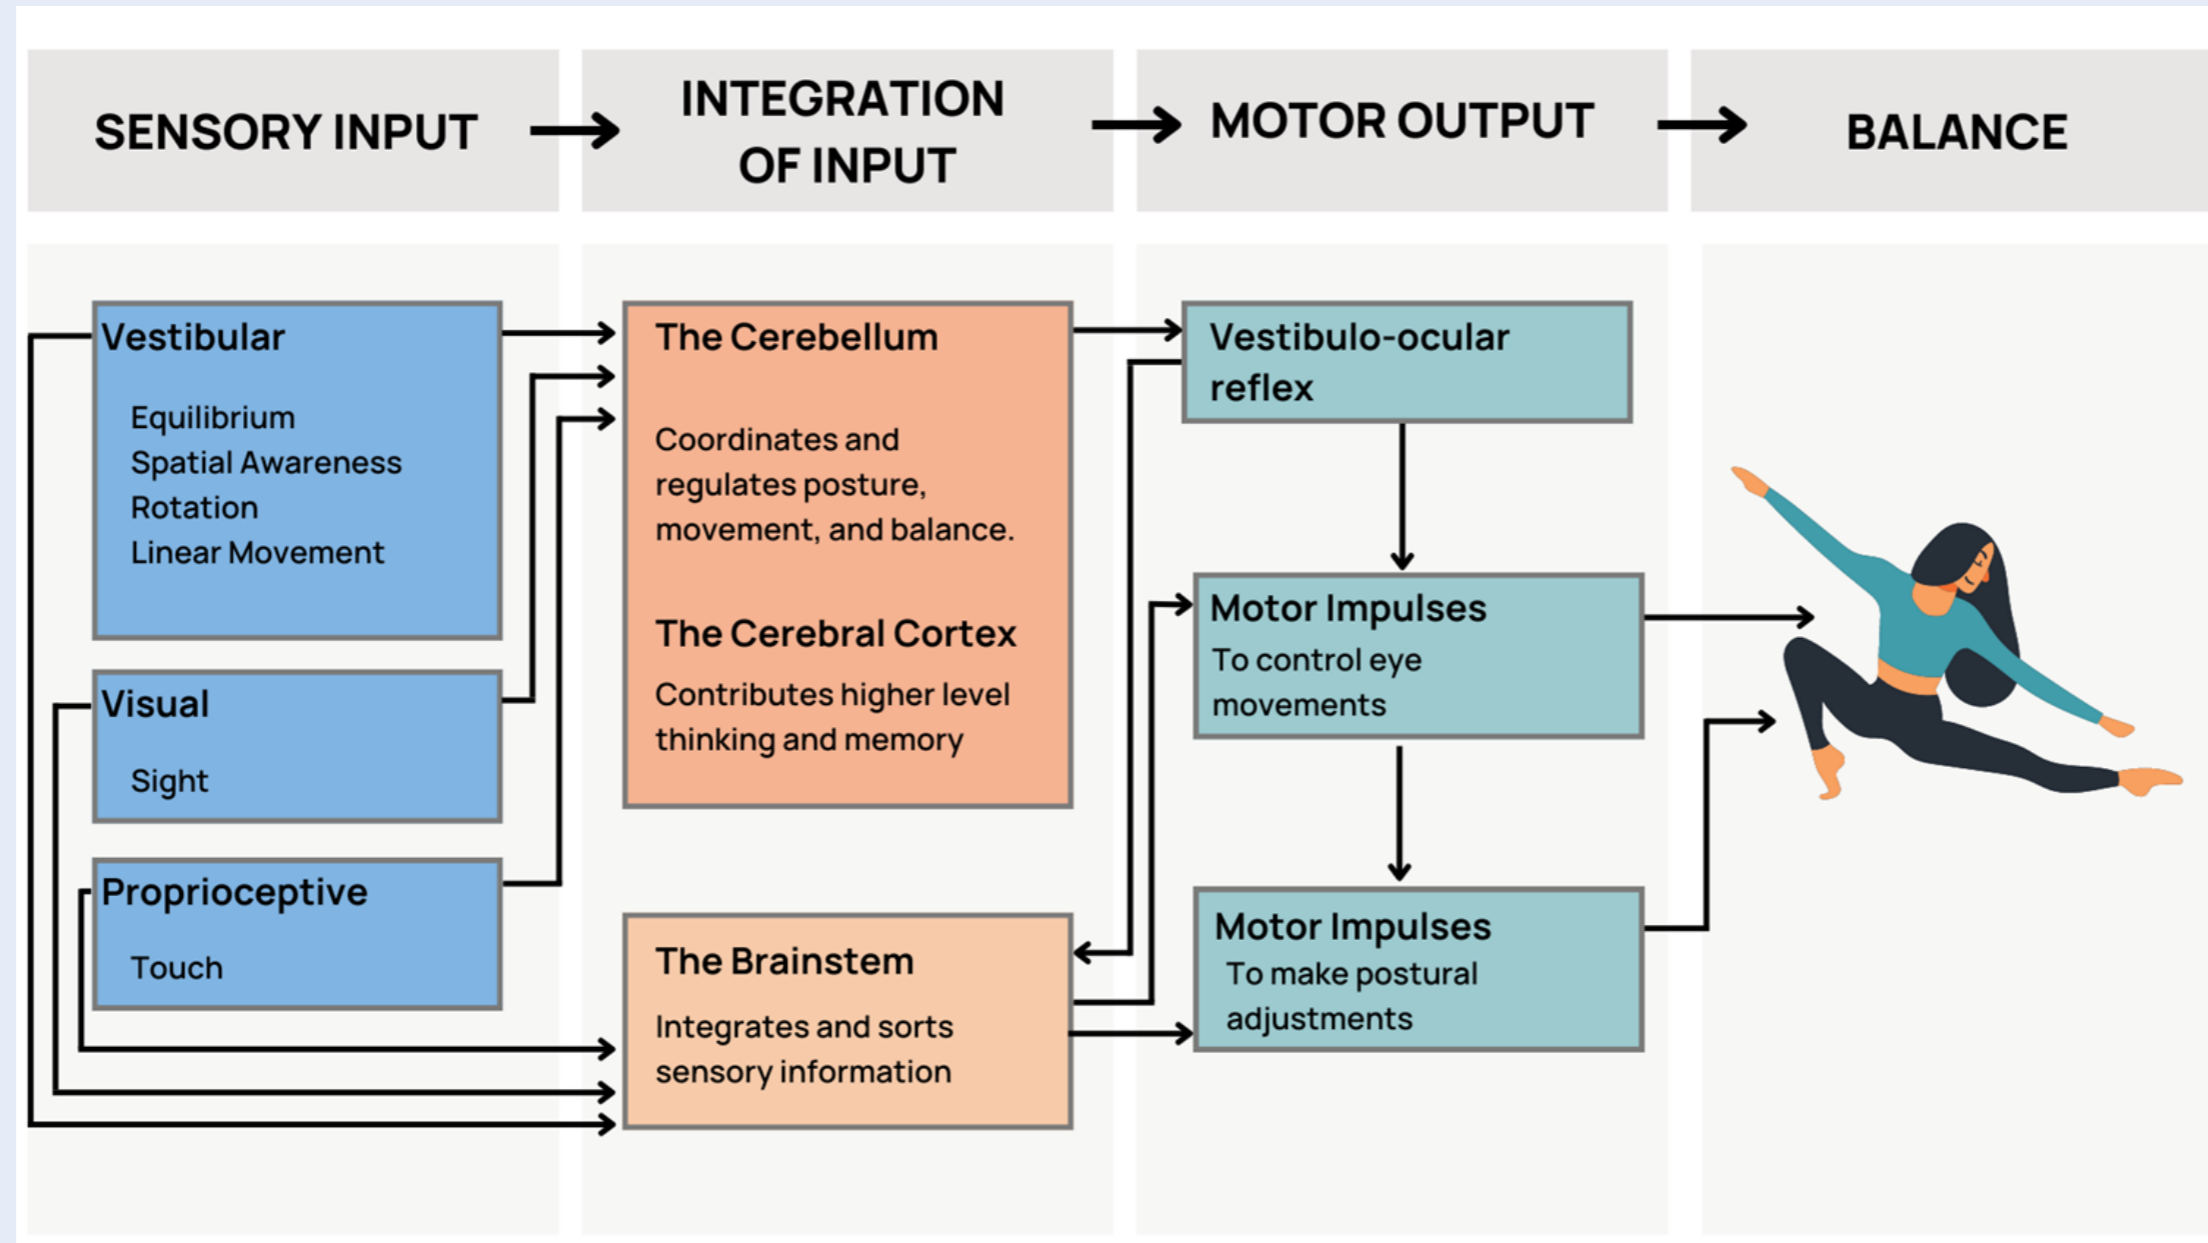 SENSORY INPUT
INTEGRATION
OF INPUT
MOTOR OUTPUT
BALANCE
Vestibular
Equilibrium
Spatial Awareness
Rotation
Linear Movement
Visual
Sight
Proprioceptive
Touch
The Cerebellum
Coordinates and
regulates posture,
movement, and balance.
The Cerebral Cortex
Contributes higher level
thinking and memory
The Brainstem
Integrates and sorts
sensory information
Vestibulo-ocular
reflex
Motor Impulses
To control eye
movements
Motor Impulses
To make postural
adjustments